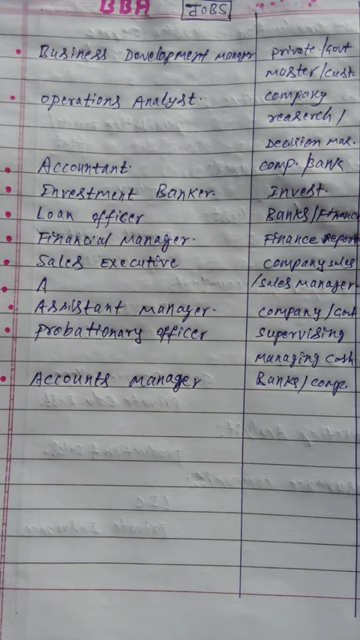 BBA JOBS
Business Development manager private/Govt
master/cust
Operations Analyst. company
reaserch/
Decision mak.
Accountant. comp./Bank
Investment Banker. Invest.
Loan officer Banks/Finance
Financial manager. Finance Report
Sales Executive company sales
A /sales manager
Assistant manager. company/Govt
Probationary officer Supervising
managing cash
Accounts manager Banks/comp.